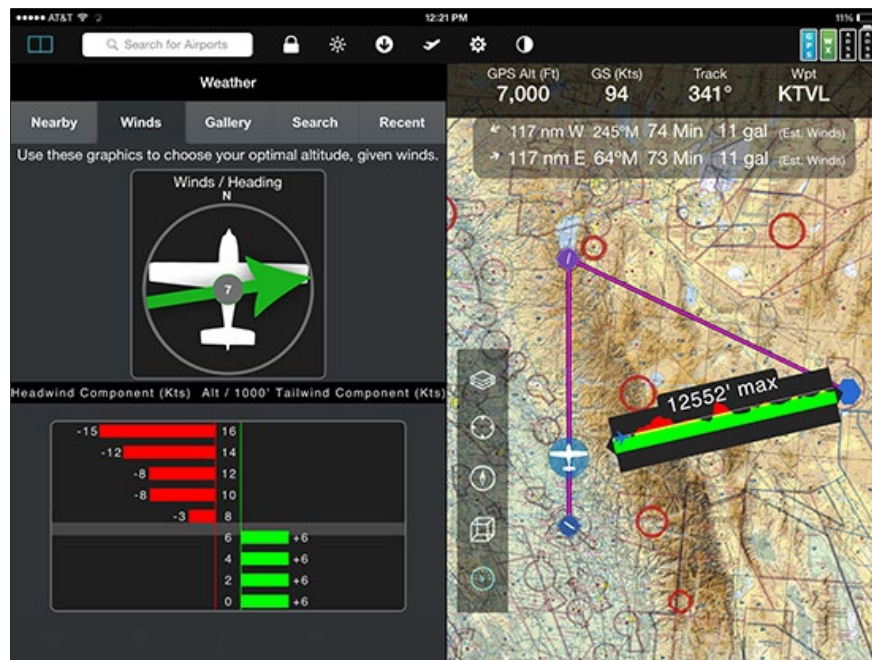 AT&T 12:21 PM 11%
Search for Airports GPS WX ADSB ADSB
Weather
Nearby Winds Gallery Search Recent
Use these graphics to choose your optimal altitude, given winds.
Winds / Heading
N
7
Headwind Component (Kts) Alt / 1000' Tailwind Component (Kts)
-15 16
-12 14
-8 12
-8 10
-3 8
6 +6
4 +6
2 +6
0 +6
GPS Alt (Ft) GS (Kts) Track Wpt
7,000 94 341° KTVL
117 nm W 245°M 74 Min 11 gal (Est. Winds)
117 nm E 64°M 73 Min 11 gal (Est. Winds)
12552' max